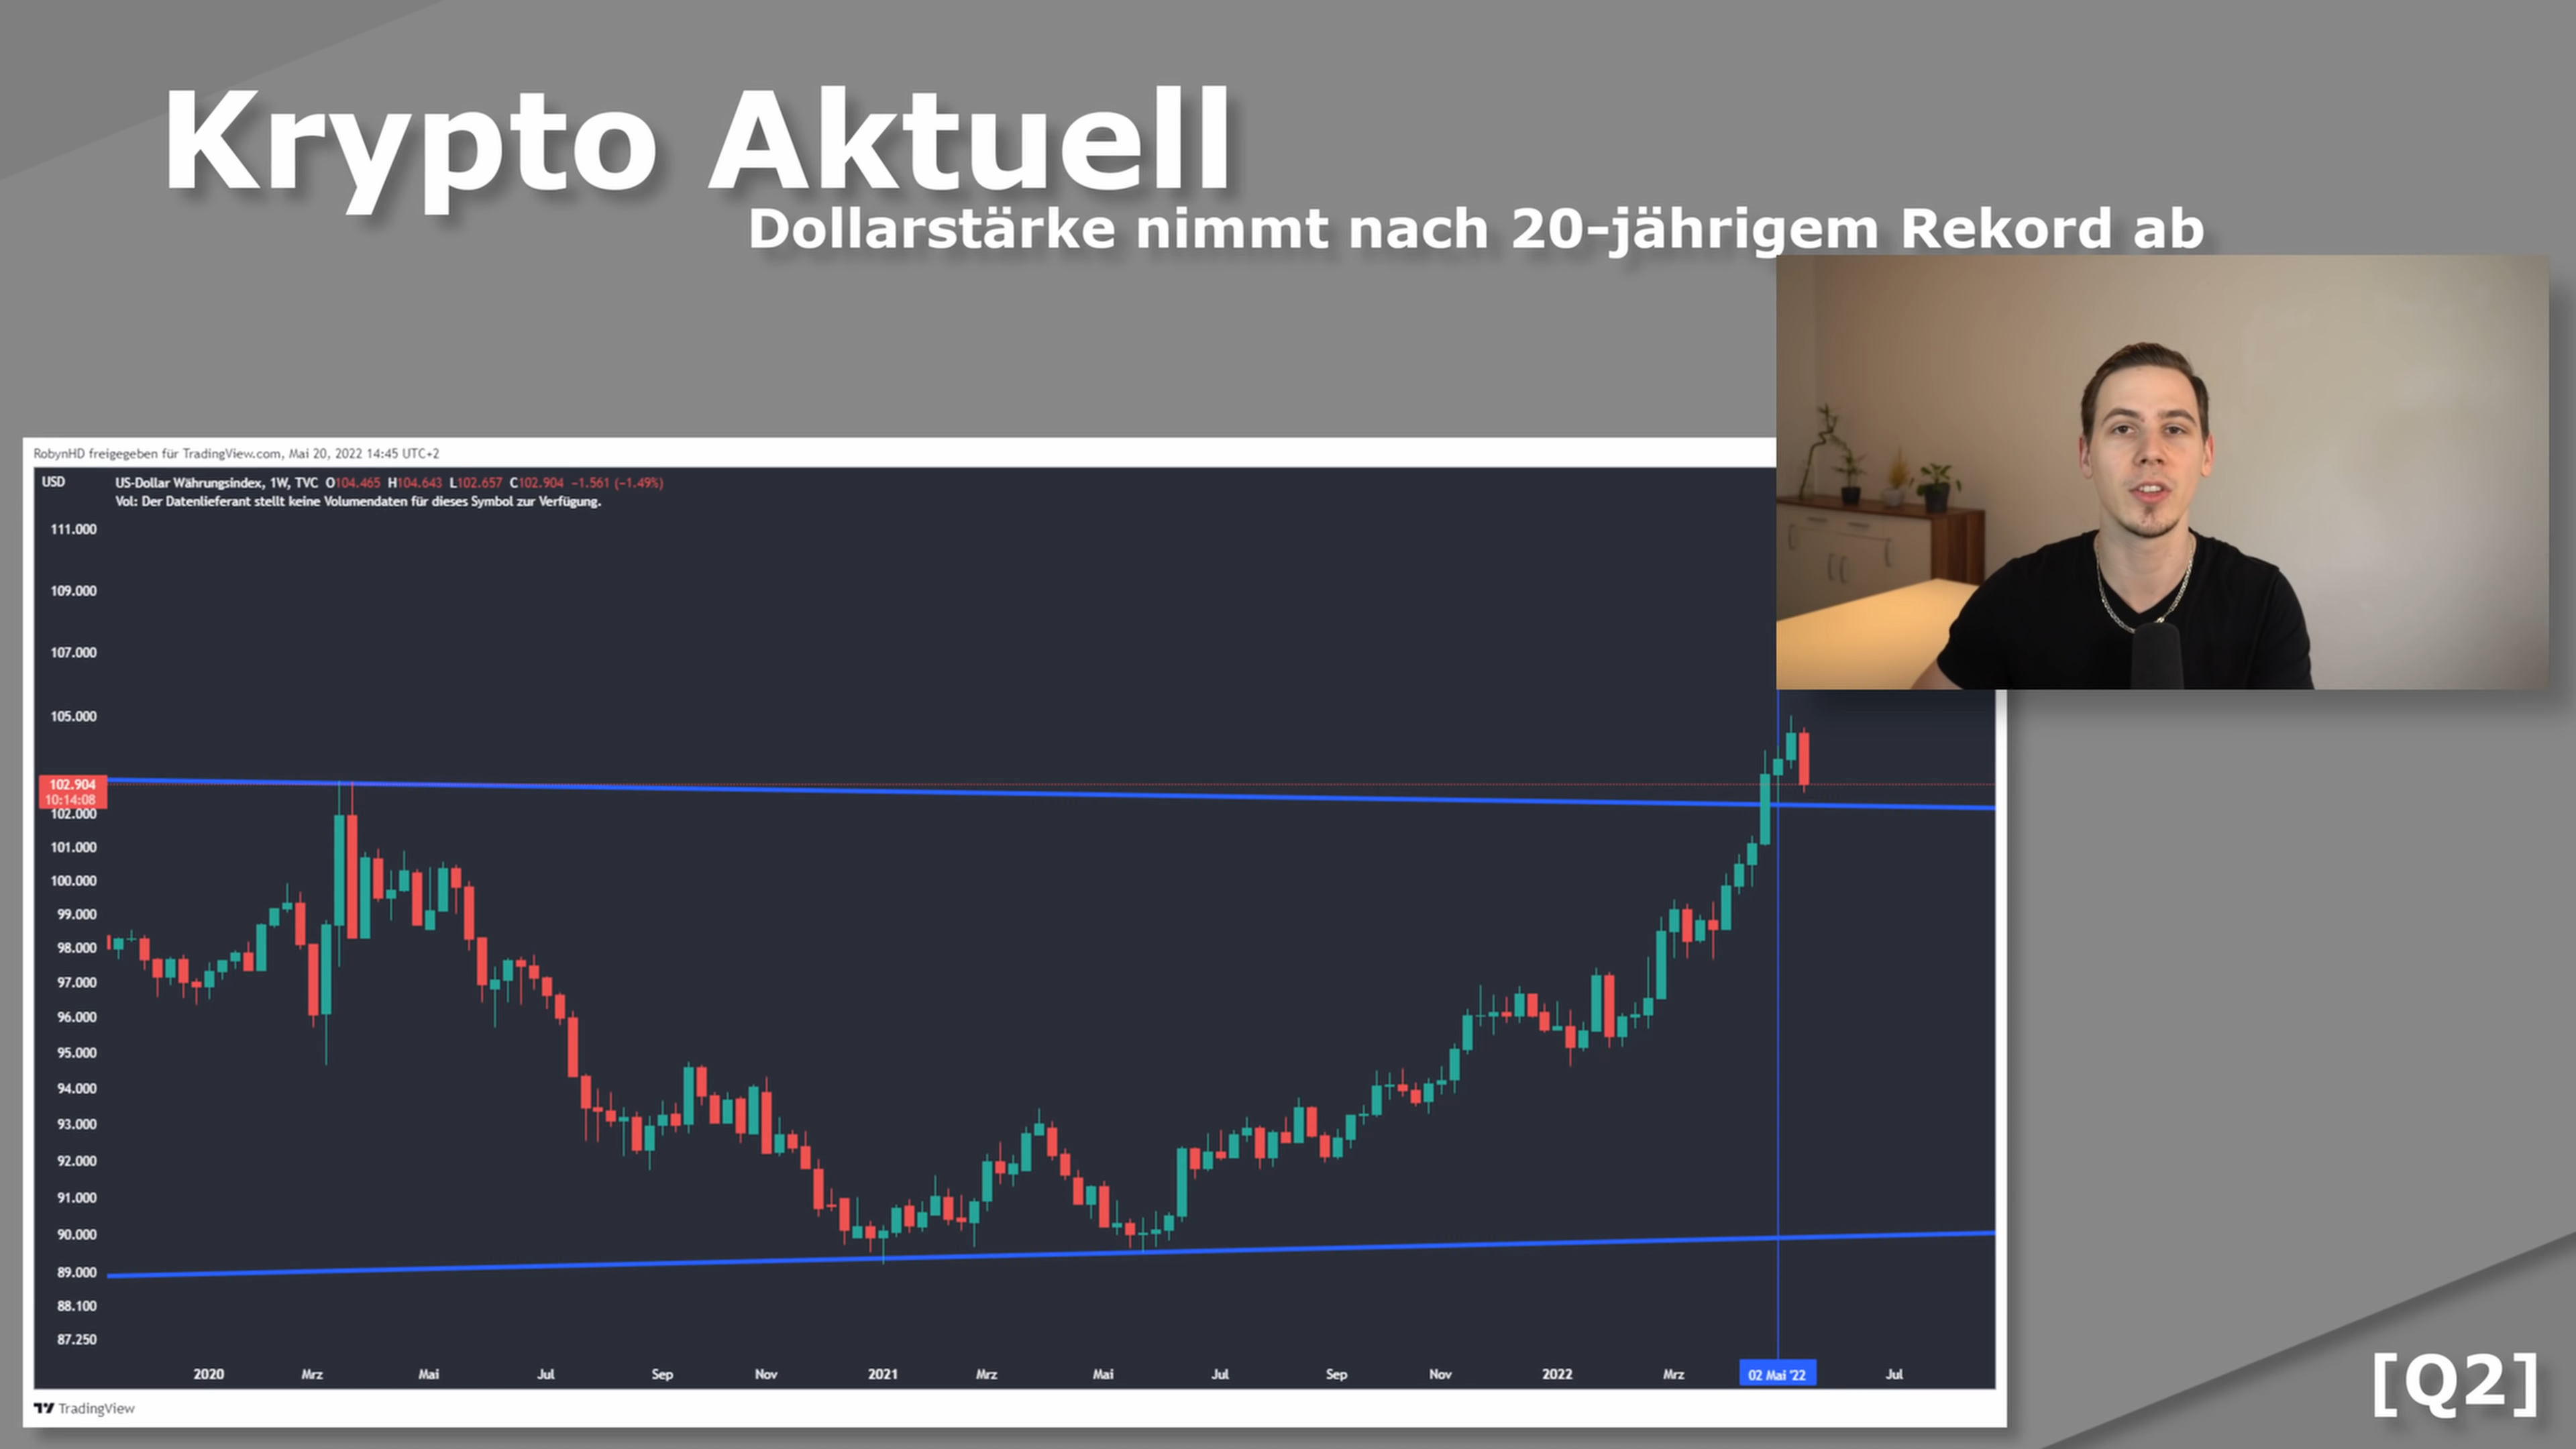 Krypto Aktuell
Dollarstärke nimmt nach 20-jährigem Rekord ab
RobynHD freigegeben für TradingView.com, Mai 20, 2022 14:45 UTC+2
USD
US-Dollar Währungsindex, 1W, TVC O104.465 H104.643 L102.657 C102.904 −1.561 (−1.49%)
Vol: Der Datenlieferant stellt keine Volumendaten für dieses Symbol zur Verfügung.
111.000
109.000
107.000
105.000
102.904
10:14:08
102.000
101.000
100.000
99.000
98.000
97.000
96.000
95.000
94.000
93.000
92.000
91.000
90.000
89.000
88.100
87.250
2020 Mrz Mai Jul Sep Nov 2021 Mrz Mai Jul Sep Nov 2022 Mrz 02 Mai '22 Jul
TradingView
[Q2]